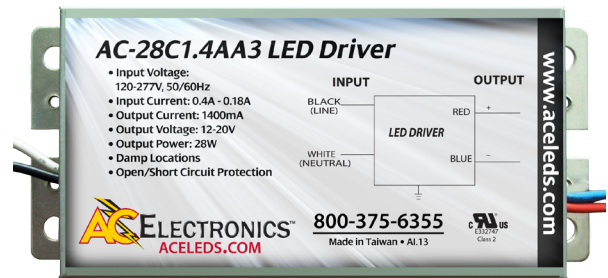 AC-28C1.4AA3 LED Driver
• Input Voltage:
120-277V, 50/60Hz
• Input Current: 0.4A - 0.18A
• Output Current: 1400mA
• Output Voltage: 12-20V
• Output Power: 28W
• Damp Locations
• Open/Short Circuit Protection
INPUT
OUTPUT
BLACK
(LINE)
RED
+
LED DRIVER
WHITE
(NEUTRAL)
BLUE
−
AC ELECTRONICS™
ACELEDS.COM
800-375-6355
Made in Taiwan • AI.13
C RU US
E332747
Class 2
www.aceleds.com